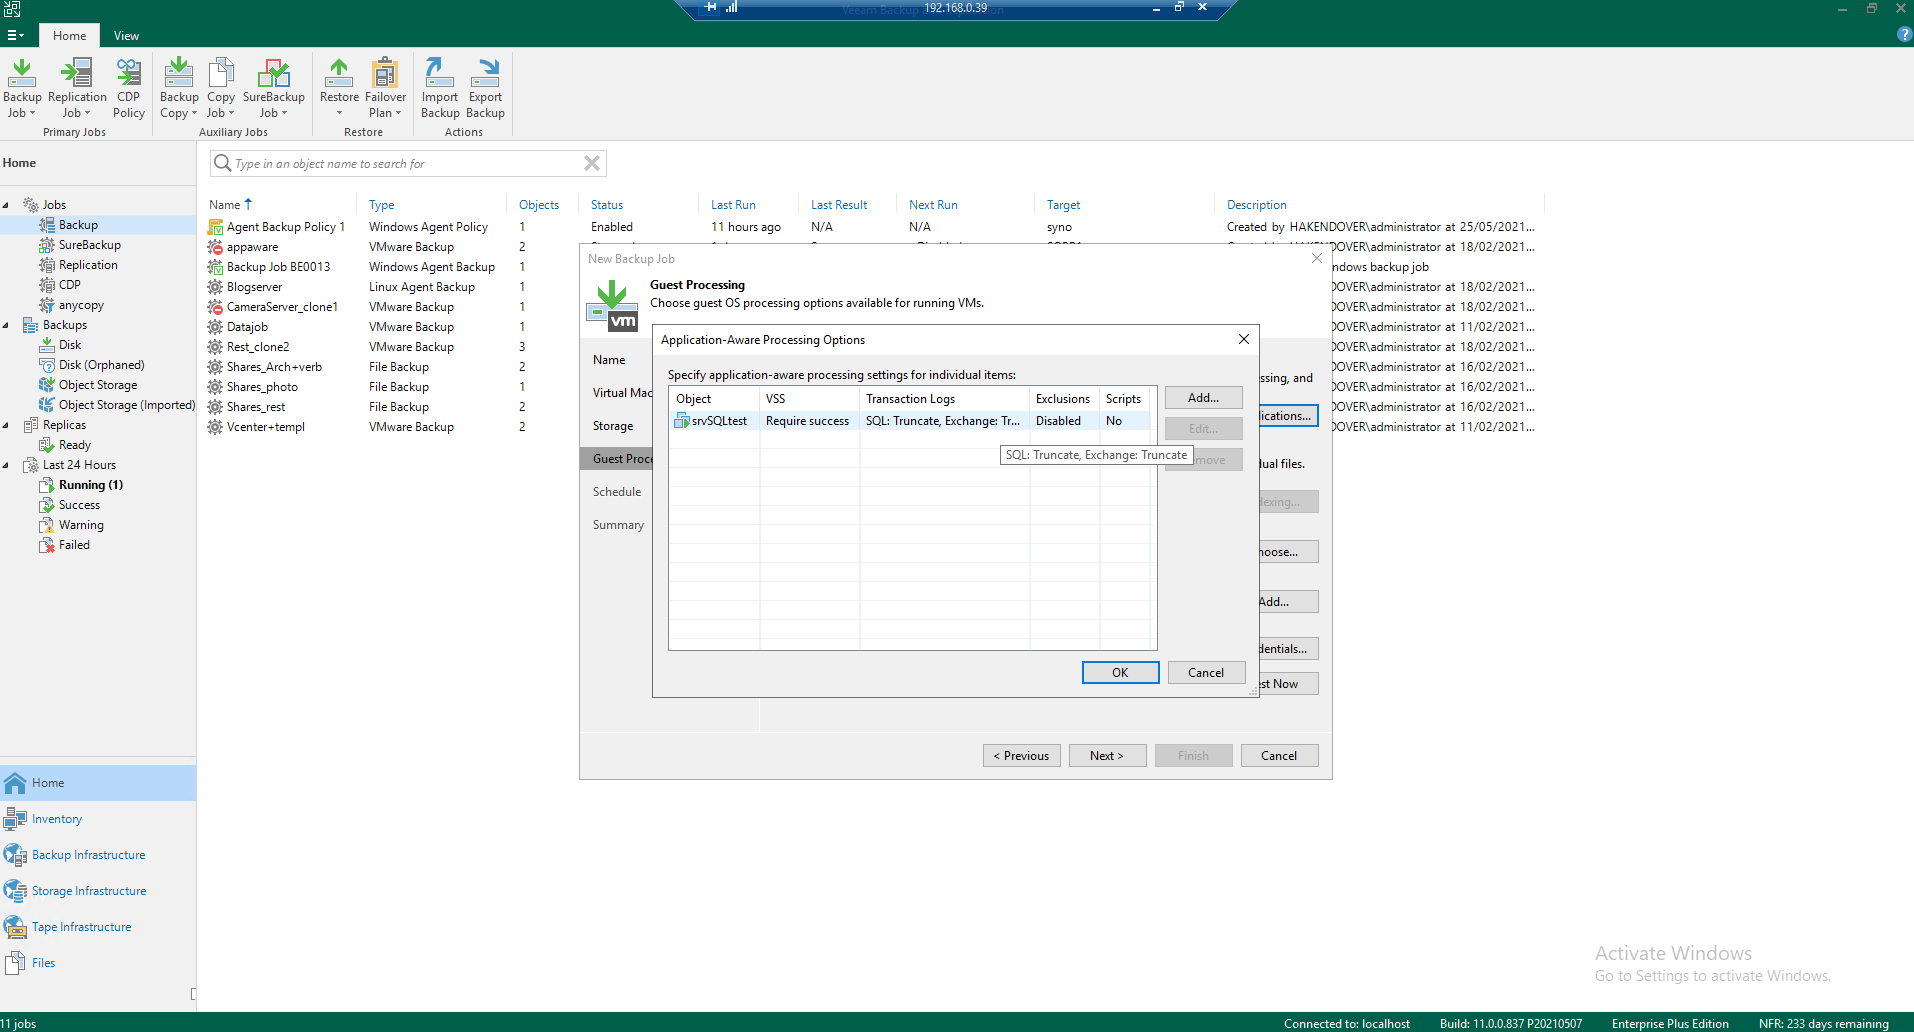 192.168.0.39
Veeam Backup
Home
View
Backup Job
Replication Job
CDP Policy
Primary Jobs
Backup Copy
Copy Job
SureBackup Job
Auxiliary Jobs
Restore
Failover Plan
Restore
Import Backup
Export Backup
Actions
Home
Type in an object name to search for
Jobs
Backup
SureBackup
Replication
CDP
anycopy
Backups
Disk
Disk (Orphaned)
Object Storage
Object Storage (Imported)
Replicas
Ready
Last 24 Hours
Running (1)
Success
Warning
Failed
Home
Inventory
Backup Infrastructure
Storage Infrastructure
Tape Infrastructure
Files
Name Type Objects Status Last Run Last Result Next Run Target Description
Agent Backup Policy 1 Windows Agent Policy 1 Enabled 11 hours ago N/A N/A syno Created by HAKENDOVER\administrator at 25/05/2021...
appaware VMware Backup 2 DOVER\administrator at 18/02/2021...
Backup Job BE0013 Windows Agent Backup 1 ndows backup job
Blogserver Linux Agent Backup 1 DOVER\administrator at 18/02/2021...
CameraServer_clone1 VMware Backup 1 DOVER\administrator at 18/02/2021...
Datajob VMware Backup 1 DOVER\administrator at 11/02/2021...
Rest_clone2 VMware Backup 3 DOVER\administrator at 18/02/2021...
Shares_Arch+verb File Backup 2 DOVER\administrator at 16/02/2021...
Shares_photo File Backup 1 DOVER\administrator at 16/02/2021...
Shares_rest File Backup 2 DOVER\administrator at 16/02/2021...
Vcenter+templ VMware Backup 2 DOVER\administrator at 11/02/2021...
New Backup Job
Guest Processing
Choose guest OS processing options available for running VMs.
vm
Name
Virtual Mac
Storage
Guest Proce
Schedule
Summary
ssing, and
lications...
ual files.
dexing...
hoose...
Add...
dentials...
est Now
Application-Aware Processing Options
Specify application-aware processing settings for individual items:
Object VSS Transaction Logs Exclusions Scripts
srvSQLtest Require success SQL: Truncate, Exchange: Tr... Disabled No
SQL: Truncate, Exchange: Truncate
Add...
Edit...
move
OK
Cancel
< Previous
Next >
Finish
Cancel
Activate Windows
Go to Settings to activate Windows.
11 jobs
Connected to: localhost
Build: 11.0.0.837 P20210507
Enterprise Plus Edition
NFR: 233 days remaining